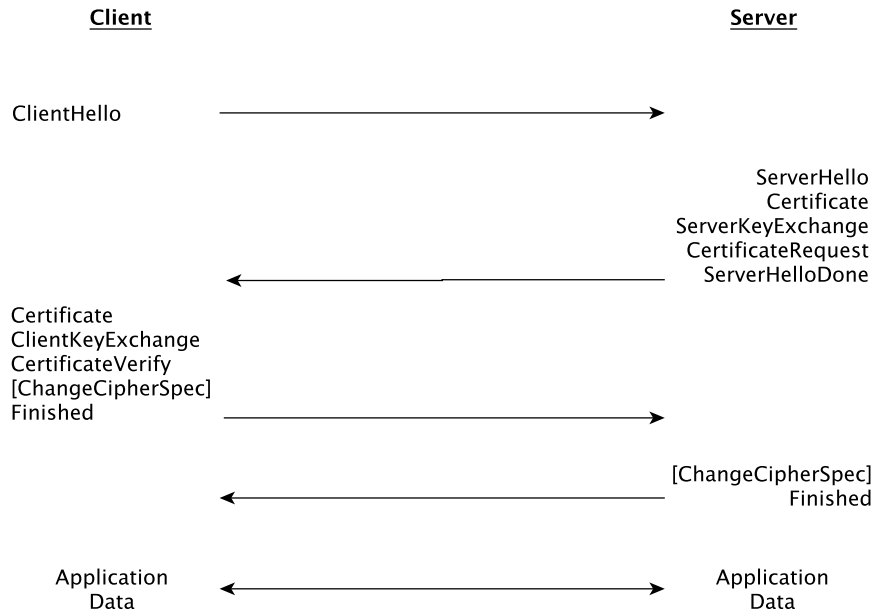 Client
Server
ClientHello
ServerHello
Certificate
ServerKeyExchange
CertificateRequest
ServerHelloDone
Certificate
ClientKeyExchange
CertificateVerify
[ChangeCipherSpec]
Finished
[ChangeCipherSpec]
Finished
Application
Data
Application
Data